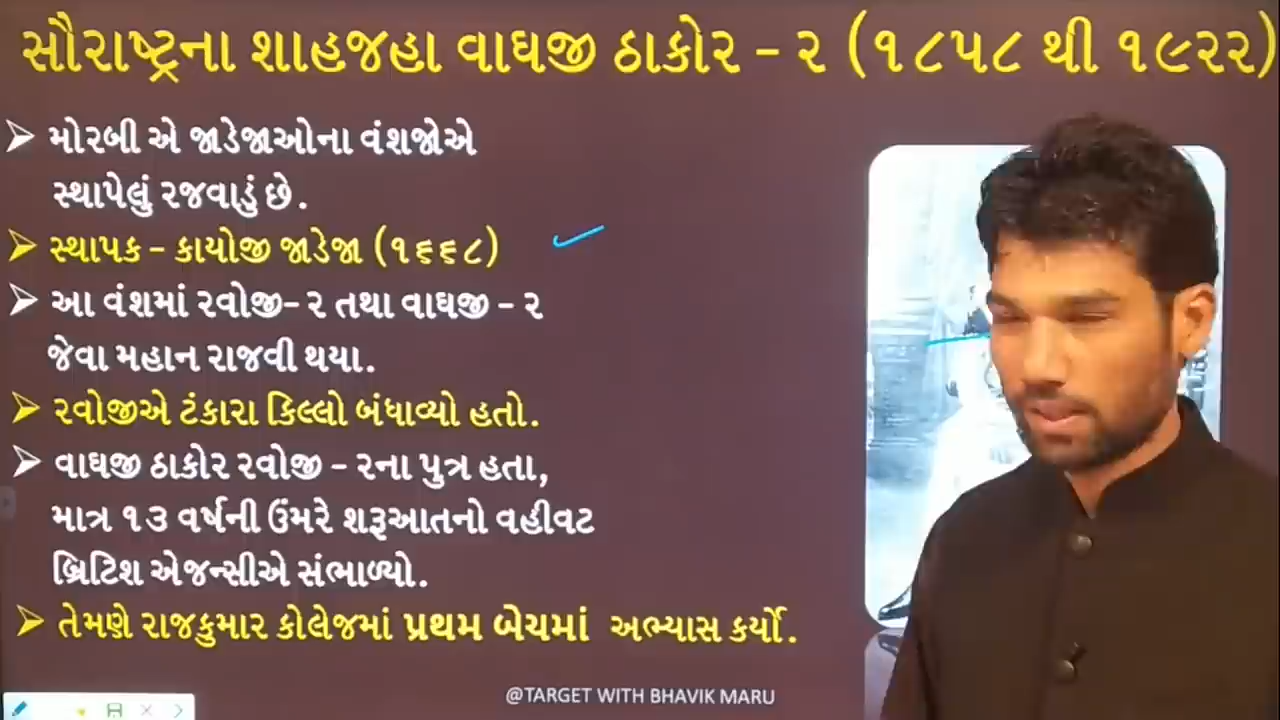 સૌરાષ્ટ્રના શાહજહા વાઘજી ઠાકોર - ૨ (૧૮૫૮ થી ૧૯૨૨)
➢ મોરબી એ જાડેજાઓના વંશજોએ
સ્થાપેલું રજવાડું છે.
➢ સ્થાપક - કાયોજી જાડેજા (૧૬૬૮)
➢ આ વંશમાં રવોજી- ૨ તથા વાઘજી - ૨
જેવા મહાન રાજવી થયા.
➢ રવોજીએ ટંકારા કિલ્લો બંધાવ્યો હતો.
➢ વાઘજી ઠાકોર રવોજી - ૨ના પુત્ર હતા,
માત્ર ૧૩ વર્ષની ઉંમરે શરૂઆતનો વહીવટ
બ્રિટિશ એજન્સીએ સંભાળ્યો.
➢ તેમણે રાજકુમાર કોલેજમાં પ્રથમ બેચમાં અભ્યાસ કર્યો.
@TARGET WITH BHAVIK MARU